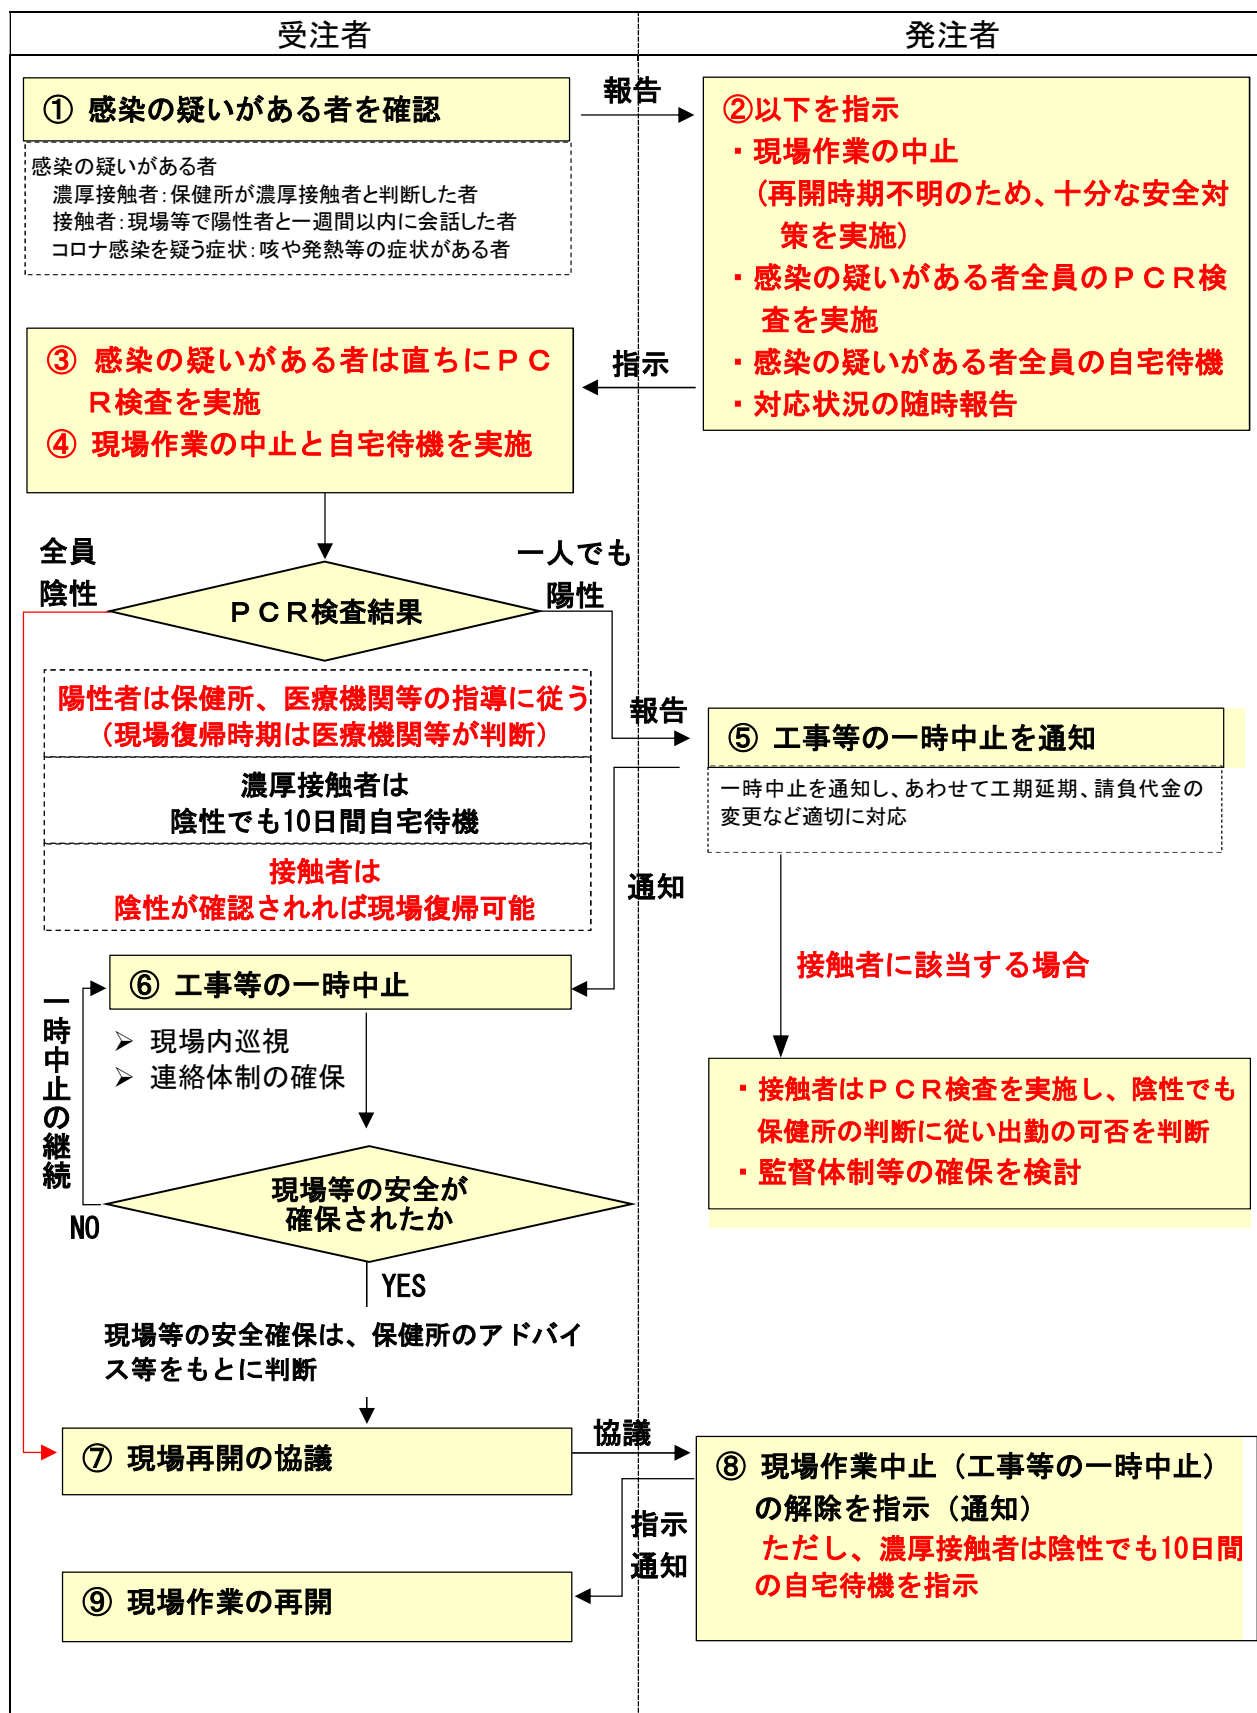 受注者
発注者
① 感染の疑いがある者を確認
報告
感染の疑いがある者
濃厚接触者：保健所が濃厚接触者と判断した者
接触者：現場等で陽性者と一週間以内に会話した者
コロナ感染を疑う症状：咳や発熱等の症状がある者
②以下を指示
・現場作業の中止
(再開時期不明のため、十分な安全対
策を実施)
・感染の疑いがある者全員のＰＣＲ検
査を実施
・感染の疑いがある者全員の自宅待機
・対応状況の随時報告
指示
③ 感染の疑いがある者は直ちにＰＣ
Ｒ検査を実施
④ 現場作業の中止と自宅待機を実施
全員
陰性
一人でも
陽性
ＰＣＲ検査結果
陽性者は保健所、医療機関等の指導に従う
(現場復帰時期は医療機関等が判断)
濃厚接触者は
陰性でも10日間自宅待機
接触者は
陰性が確認されれば現場復帰可能
報告
⑤ 工事等の一時中止を通知
一時中止を通知し、あわせて工期延期、請負代金の
変更など適切に対応
通知
接触者に該当する場合
・接触者はＰＣＲ検査を実施し、陰性でも
保健所の判断に従い出勤の可否を判断
・監督体制等の確保を検討
⑥ 工事等の一時中止
➢ 現場内巡視
➢ 連絡体制の確保
一時中止の継続
現場等の安全が
確保されたか
NO
YES
現場等の安全確保は、保健所のアドバイ
ス等をもとに判断
⑦ 現場再開の協議
協議
⑧ 現場作業中止（工事等の一時中止）
の解除を指示（通知）
ただし、濃厚接触者は陰性でも10日間
の自宅待機を指示
指示
通知
⑨ 現場作業の再開